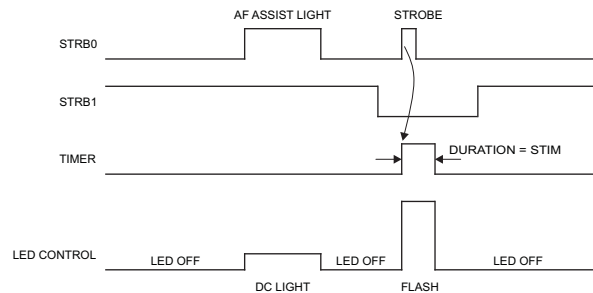 AF ASSIST LIGHT STROBE
STRB0
STRB1
TIMER
DURATION = STIM
LED CONTROL
LED OFF LED OFF LED OFF
DC LIGHT FLASH